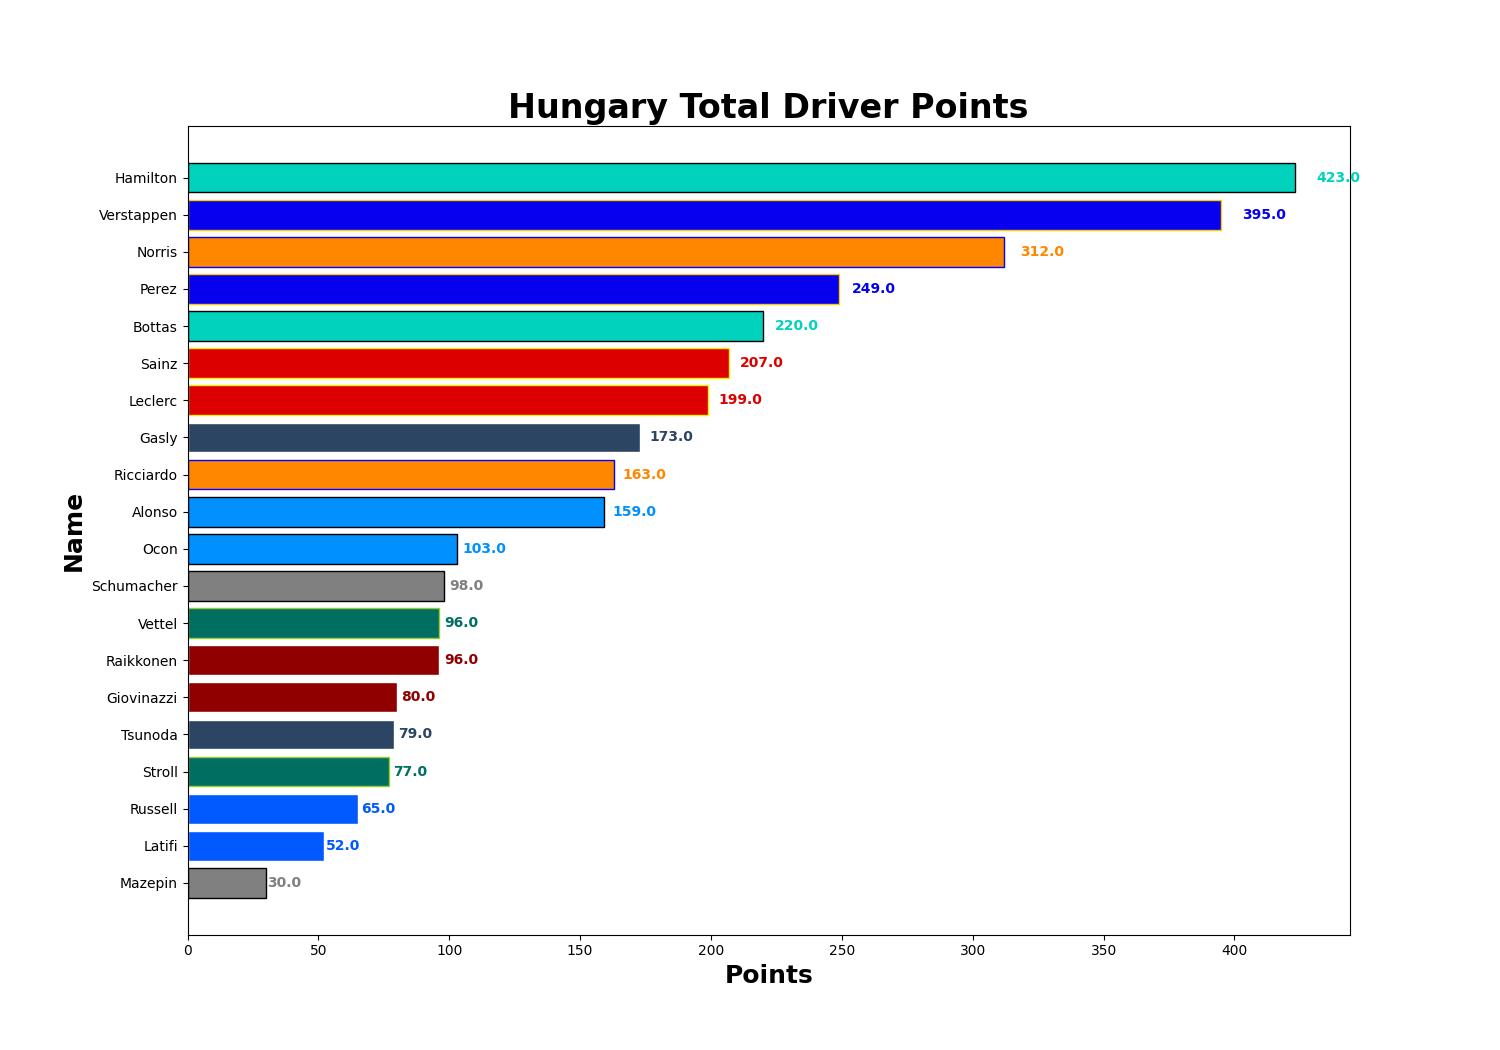 Hungary Total Driver Points
Hamilton 423.0
Verstappen 395.0
Norris 312.0
Perez 249.0
Bottas 220.0
Sainz 207.0
Leclerc 199.0
Gasly 173.0
Ricciardo 163.0
Alonso 159.0
Ocon 103.0
Schumacher 98.0
Vettel 96.0
Raikkonen 96.0
Giovinazzi 80.0
Tsunoda 79.0
Stroll 77.0
Russell 65.0
Latifi 52.0
Mazepin 30.0
Name
0 50 100 150 200 250 300 350 400
Points